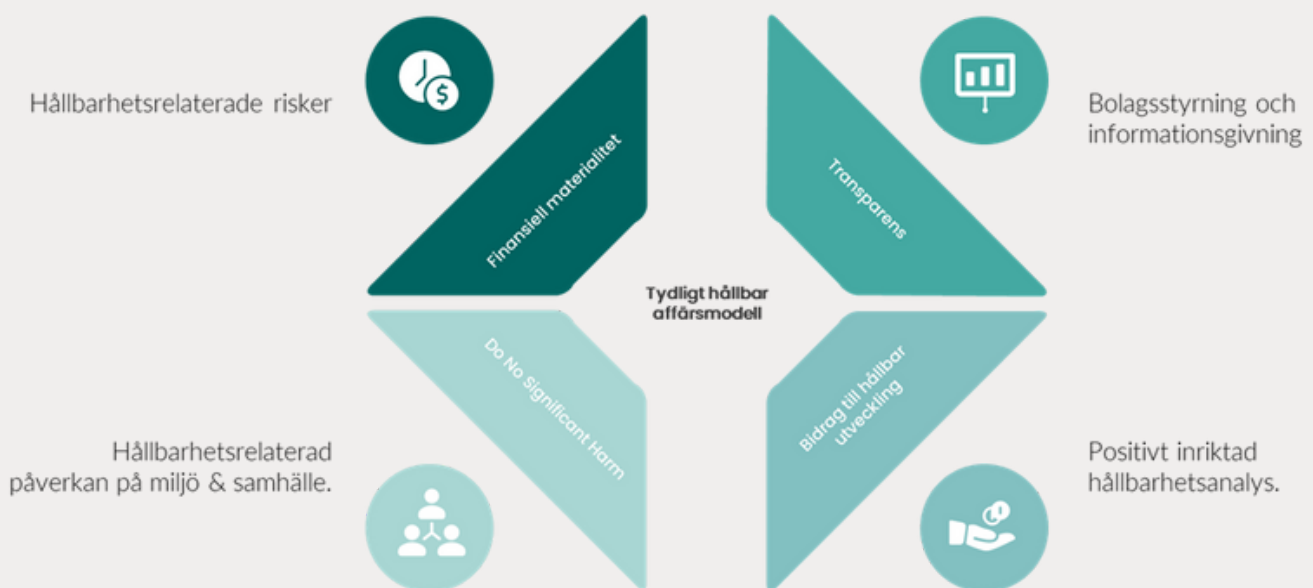 Hållbarhetsrelaterade risker
Finansiell materialitet
Transparens
Bolagsstyrning och
informationsgivning
Tydligt hållbar
affärsmodell
Hållbarhetsrelaterad
påverkan på miljö & samhälle.
Do No Significant Harm
Bidrag till hållbar
utveckling
Positivt inriktad
hållbarhetsanalys.
$